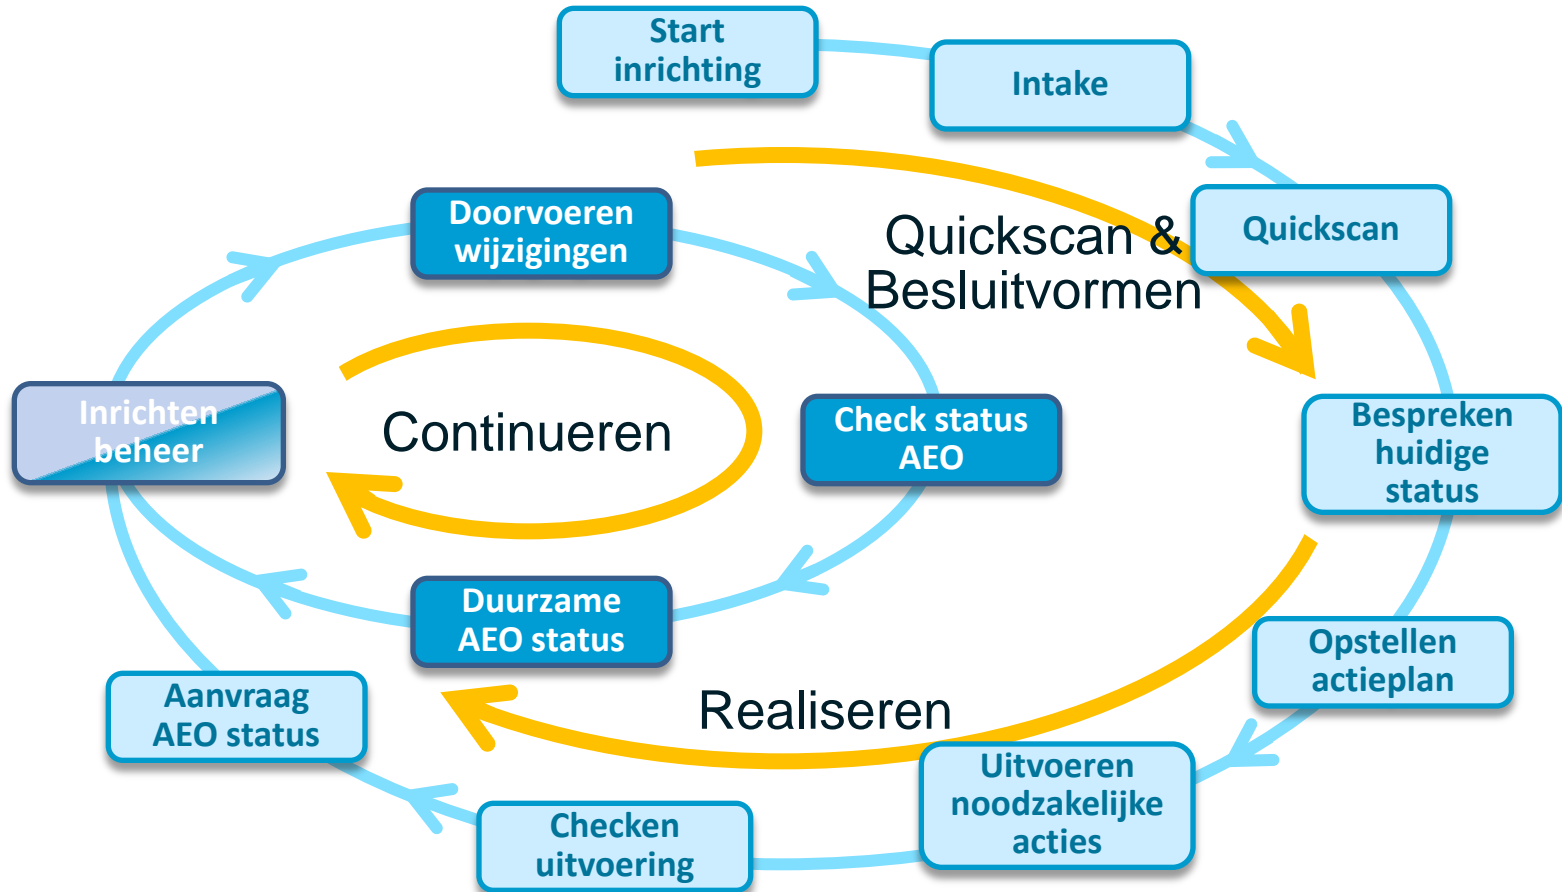 Start
inrichting
Intake
Quickscan
Quickscan &
Besluitvormen
Bespreken
huidige
status
Opstellen
actieplan
Uitvoeren
noodzakelijke
acties
Realiseren
Checken
uitvoering
Aanvraag
AEO status
Inrichten
beheer
Doorvoeren
wijzigingen
Continueren
Check status
AEO
Duurzame
AEO status